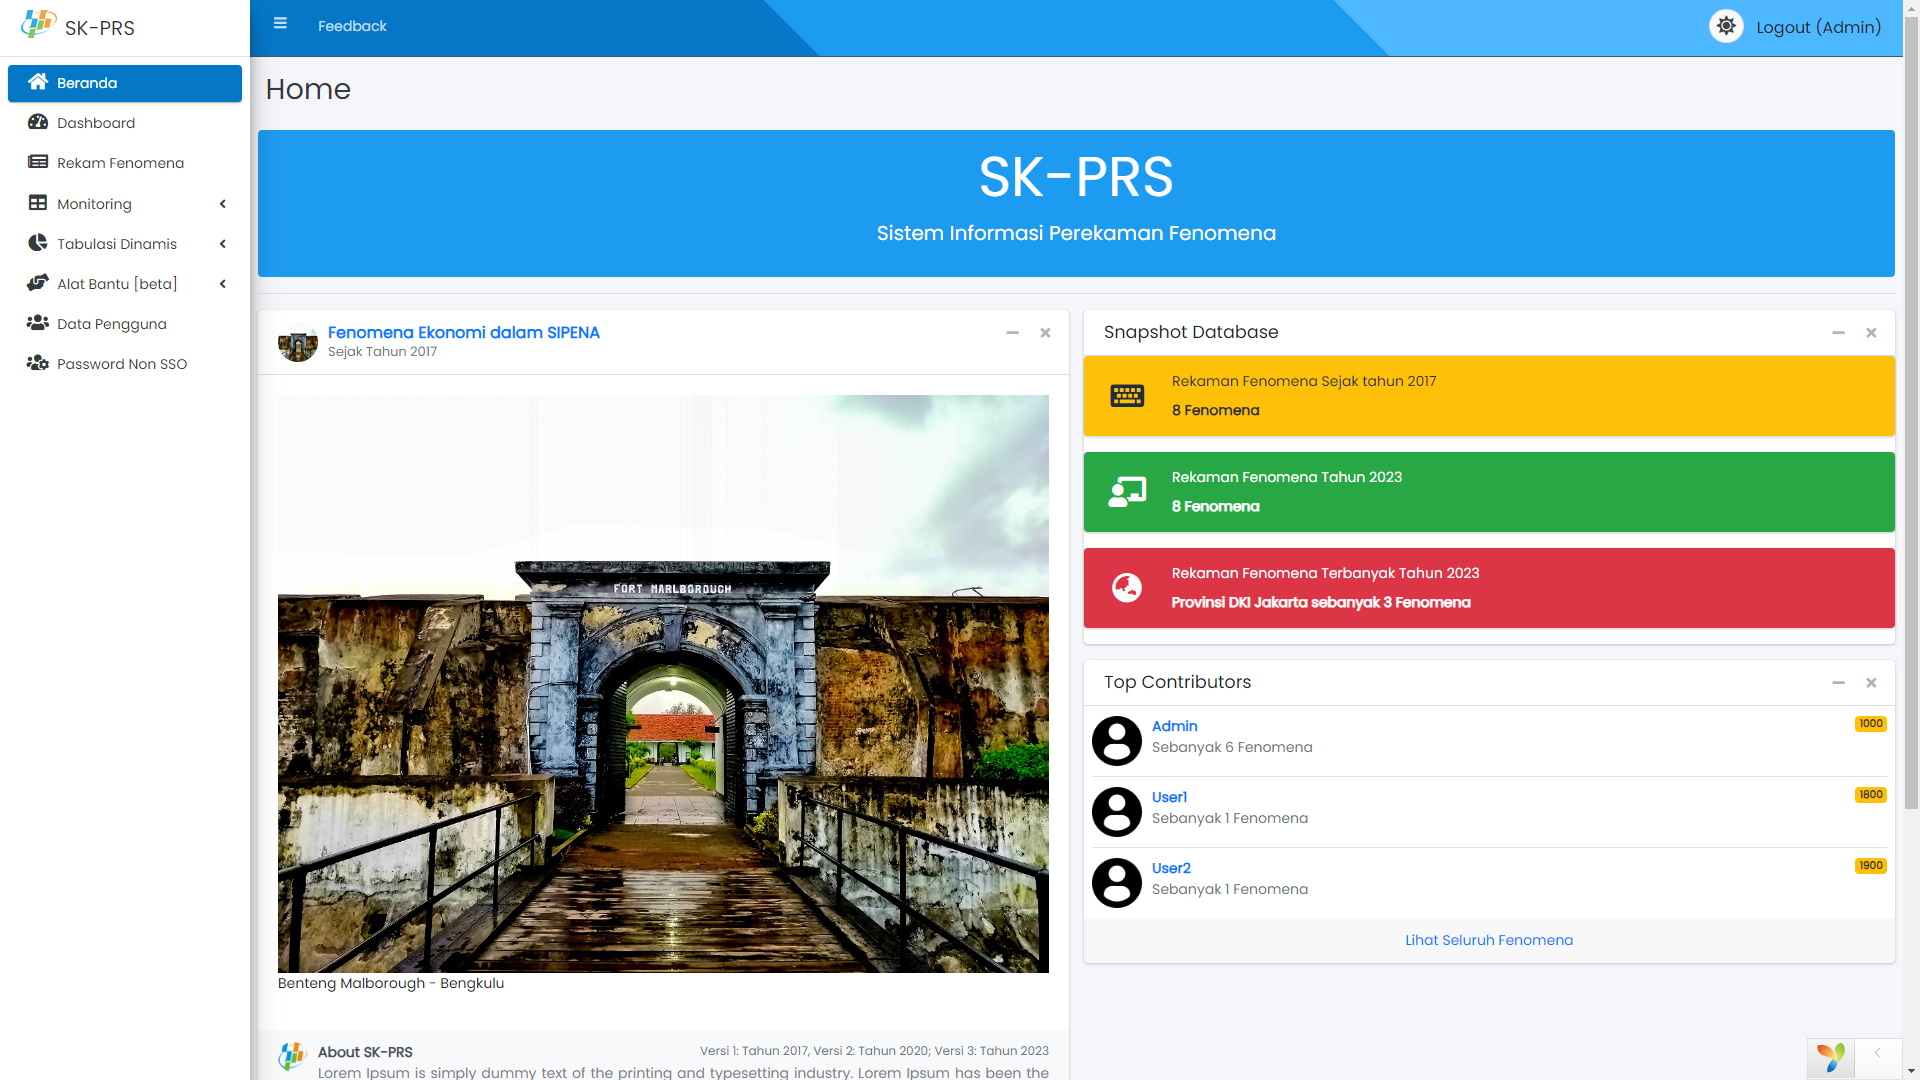 SK-PRS
Feedback
Logout (Admin)
Beranda
Dashboard
Rekam Fenomena
Monitoring
Tabulasi Dinamis
Alat Bantu [beta]
Data Pengguna
Password Non SSO
Home
SK-PRS
Sistem Informasi Perekaman Fenomena
Fenomena Ekonomi dalam SIPENA
Sejak Tahun 2017
FORT MARLBOROUGH
Benteng Malborough - Bengkulu
About SK-PRS
Versi 1: Tahun 2017, Versi 2: Tahun 2020; Versi 3: Tahun 2023
Lorem Ipsum is simply dummy text of the printing and typesetting industry. Lorem Ipsum has been the
Snapshot Database
Rekaman Fenomena Sejak tahun 2017
8 Fenomena
Rekaman Fenomena Tahun 2023
8 Fenomena
Rekaman Fenomena Terbanyak Tahun 2023
Provinsi DKI Jakarta sebanyak 3 Fenomena
Top Contributors
Admin
1000
Sebanyak 6 Fenomena
User1
1800
Sebanyak 1 Fenomena
User2
1900
Sebanyak 1 Fenomena
Lihat Seluruh Fenomena